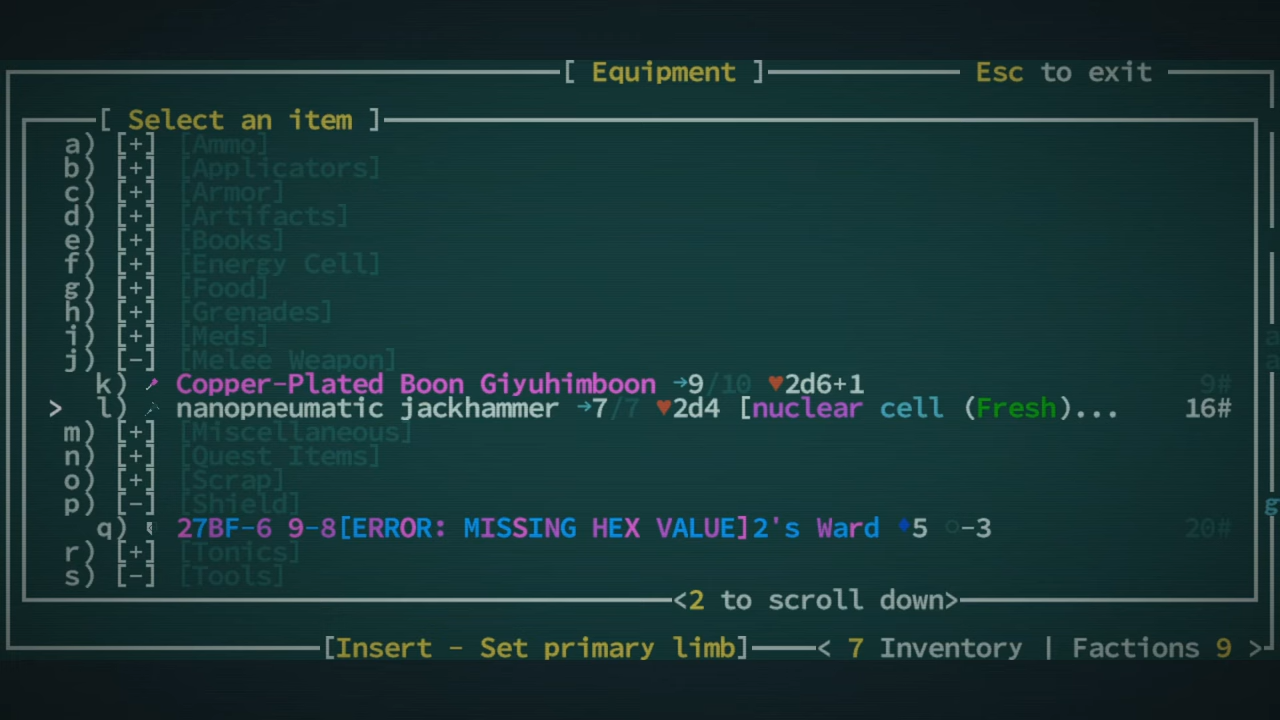 [ Equipment ] Esc to exit
[ Select an item ]
a) [+] [Ammo]
b) [+] [Applicators]
c) [+] [Armor]
d) [+] [Artifacts]
e) [+] [Books]
f) [+] [Energy Cell]
g) [+] [Food]
h) [+] [Grenades]
i) [+] [Meds]
j) [-] [Melee Weapon]
k) Copper-Plated Boon Giyuhimboon →9/10 ♥2d6+1 9#
> l) nanopneumatic jackhammer →7/7 ♥2d4 [nuclear cell (Fresh)... 16#
m) [+] [Miscellaneous]
n) [+] [Quest Items]
o) [+] [Scrap]
p) [-] [Shield]
q) 27BF-6 9-8[ERROR: MISSING HEX VALUE]2's Ward ♦5 ○-3 20#
r) [+] [Tonics]
s) [-] [Tools]
<2 to scroll down>
[Insert - Set primary limb] < 7 Inventory | Factions 9 >